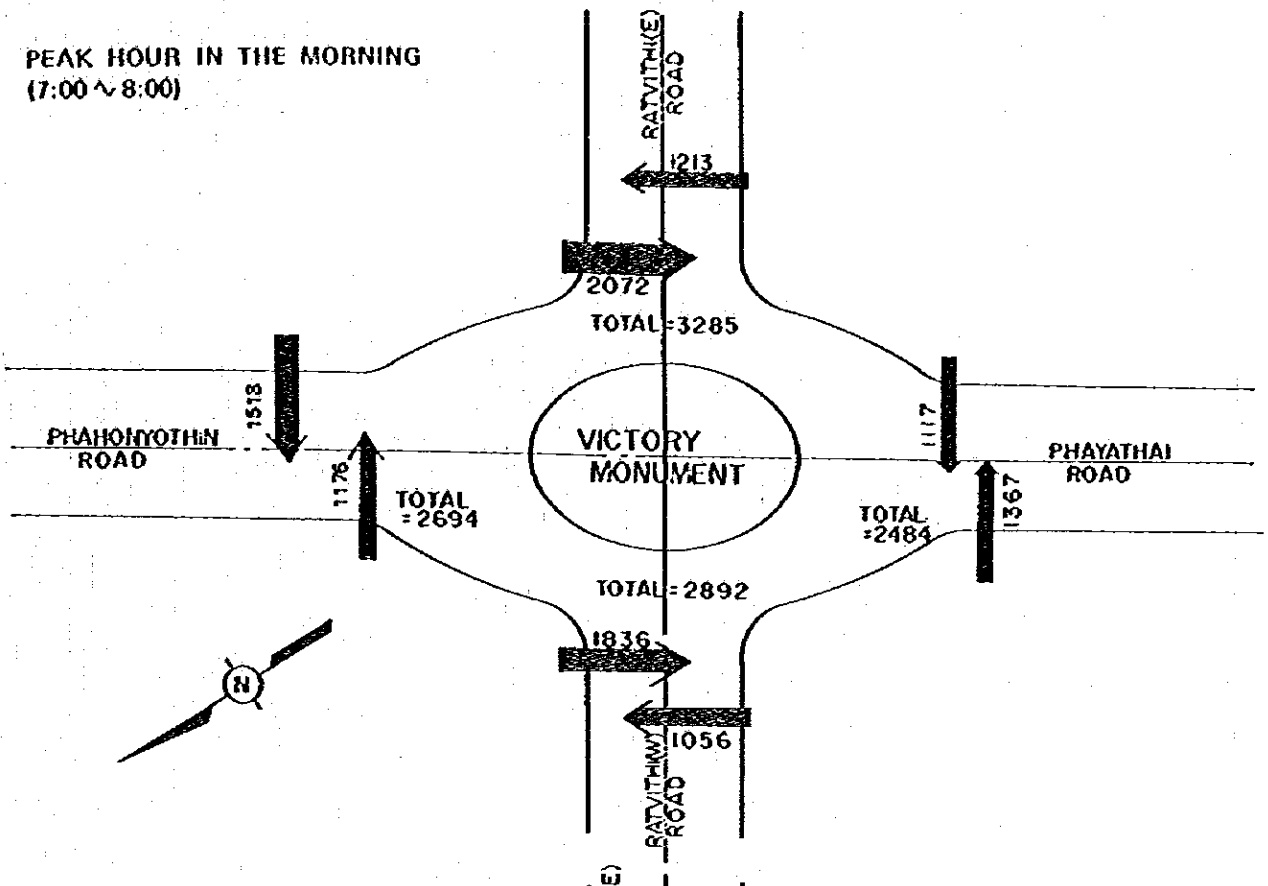 PEAK HOUR IN THE MORNING
(7:00 ~ 8:00)
RATVITHI(E)
ROAD
1213
2072
TOTAL=3285
1518
PHAHONYOTHIN
ROAD
1176
TOTAL
=2694
VICTORY
MONUMENT
1117
PHAYATHAI
ROAD
TOTAL
=2484
1367
TOTAL=2892
1836
N
1056
RATVITHI(W)
ROAD
E)